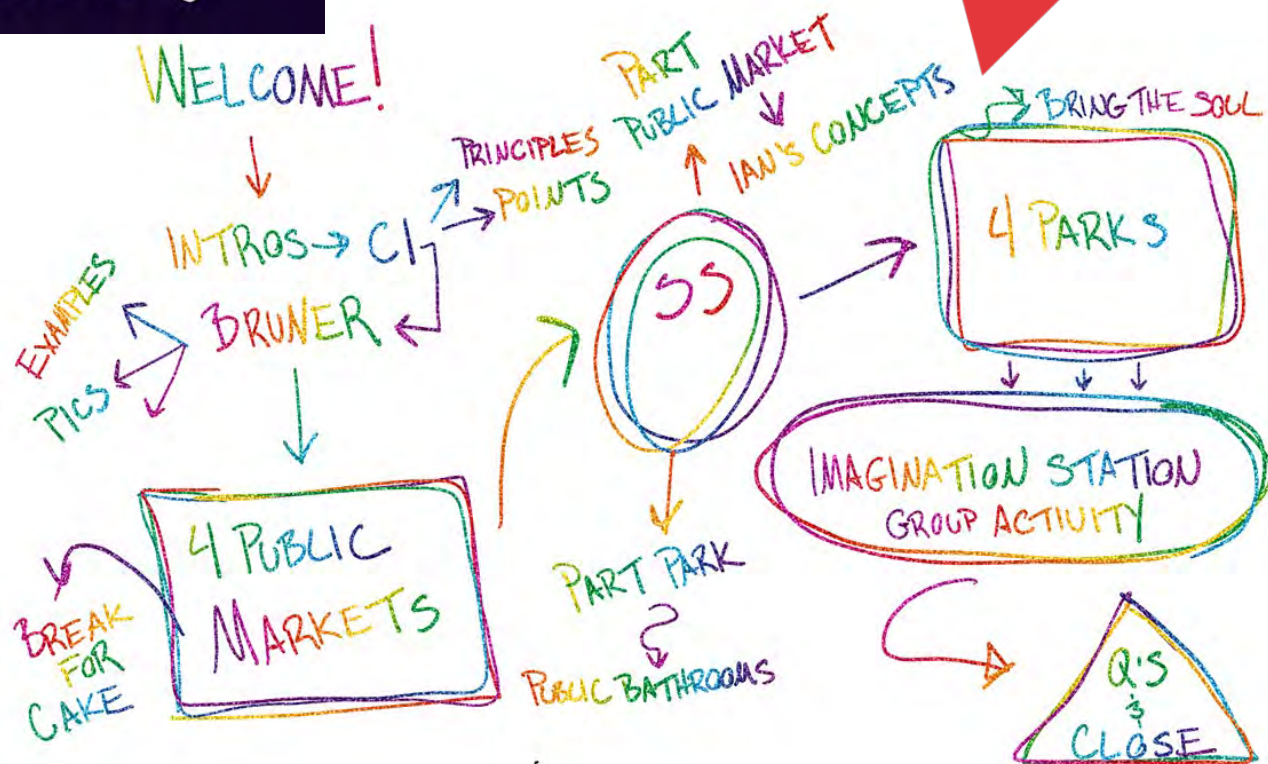 WELCOME!
INTROS
CI
PRINCIPLES
POINTS
BRUNER
EXAMPLES
PICS
4 PUBLIC
MARKETS
BREAK
FOR
CAKE
SS
PART
PUBLIC MARKET
IAN'S CONCEPTS
PART PARK
PUBLIC BATHROOMS
BRING THE SOUL
4 PARKS
IMAGINATION STATION
GROUP ACTIVITY
Q'S
&
CLOSE